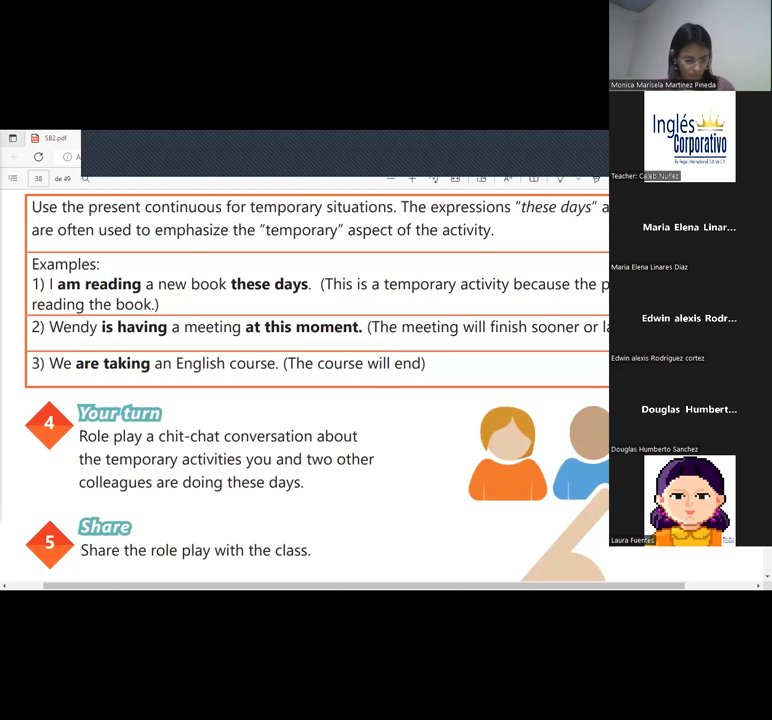 Monica Marisela Martinez Pineda
SB2.pdf
38 de 49
Use the present continuous for temporary situations. The expressions "these days" a
are often used to emphasize the "temporary" aspect of the activity.
Examples:
1) I am reading a new book these days. (This is a temporary activity because the p
reading the book.)
2) Wendy is having a meeting at this moment. (The meeting will finish sooner or la
3) We are taking an English course. (The course will end)
4 Your turn
Role play a chit-chat conversation about
the temporary activities you and two other
colleagues are doing these days.
5 Share
Share the role play with the class.
Inglés
Corporativo
Teacher: Caleb Nuñez
Maria Elena Linar...
Maria Elena Linares Diaz
Edwin alexis Rodr...
Edwin alexis Rodriguez cortez
Douglas Humbert...
Douglas Humberto Sanchez
Laura Fuentes